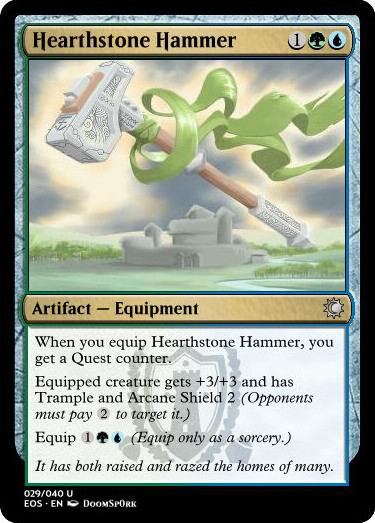 Hearthstone Hammer 1
Artifact — Equipment
When you equip Hearthstone Hammer, you
get a Quest counter.
Equipped creature gets +3/+3 and has
Trample and Arcane Shield 2 (Opponents
must pay 2 to target it.)
Equip 1 (Equip only as a sorcery.)
It has both raised and razed the homes of many.
029/040 U
EOS • EN DoomSp0rk